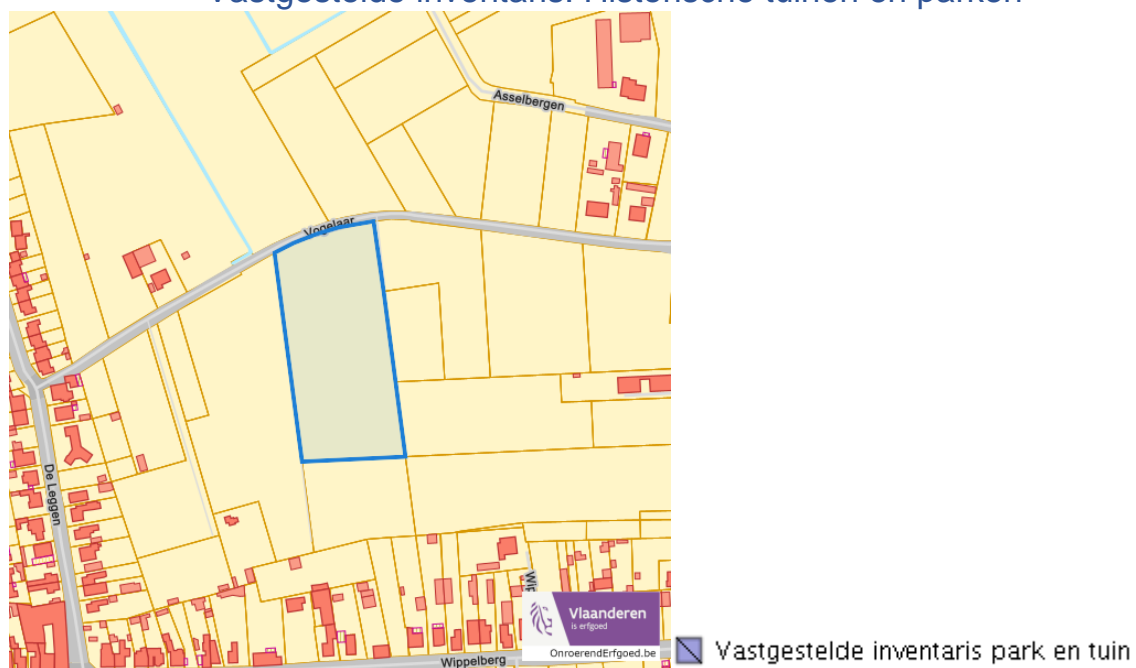 Vastgestelde inventaris: Historische tuinen en parken
Asselbergen
Vogelaar
De Leggen
Wip
Vlaanderen
is erfgoed
OnroerendErfgoed.be
Wippelberg
Vastgestelde inventaris park en tuin